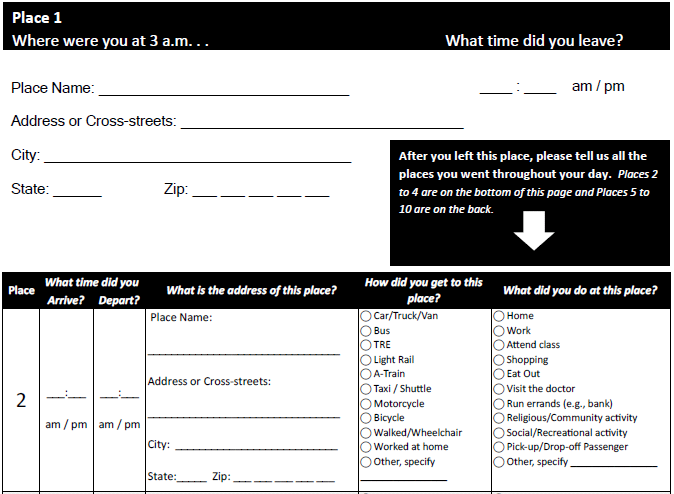 Place 1
Where were you at 3 a.m. . . What time did you leave?
Place Name: ____________________ ____ : ____ am / pm
Address or Cross-streets: ____________________
City: ____________________
State: ______ Zip: ___ ___ ___ ___ ___
After you left this place, please tell us all the
places you went throughout your day. Places 2
to 4 are on the bottom of this page and Places 5 to
10 are on the back.
Place What time did you Arrive? Depart? What is the address of this place? How did you get to this place? What did you do at this place?
2
___:___ ___:___
am / pm am / pm
Place Name:
____________________
Address or Cross-streets:
____________________
City: ____________________
State:_____ Zip: ___ ___ ___ ___ ___
Car/Truck/Van
Bus
TRE
Light Rail
A-Train
Taxi / Shuttle
Motorcycle
Bicycle
Walked/Wheelchair
Worked at home
Other, specify
____________________
Home
Work
Attend class
Shopping
Eat Out
Visit the doctor
Run errands (e.g., bank)
Religious/Community activity
Social/Recreational activity
Pick-up/Drop-off Passenger
Other, specify ____________________